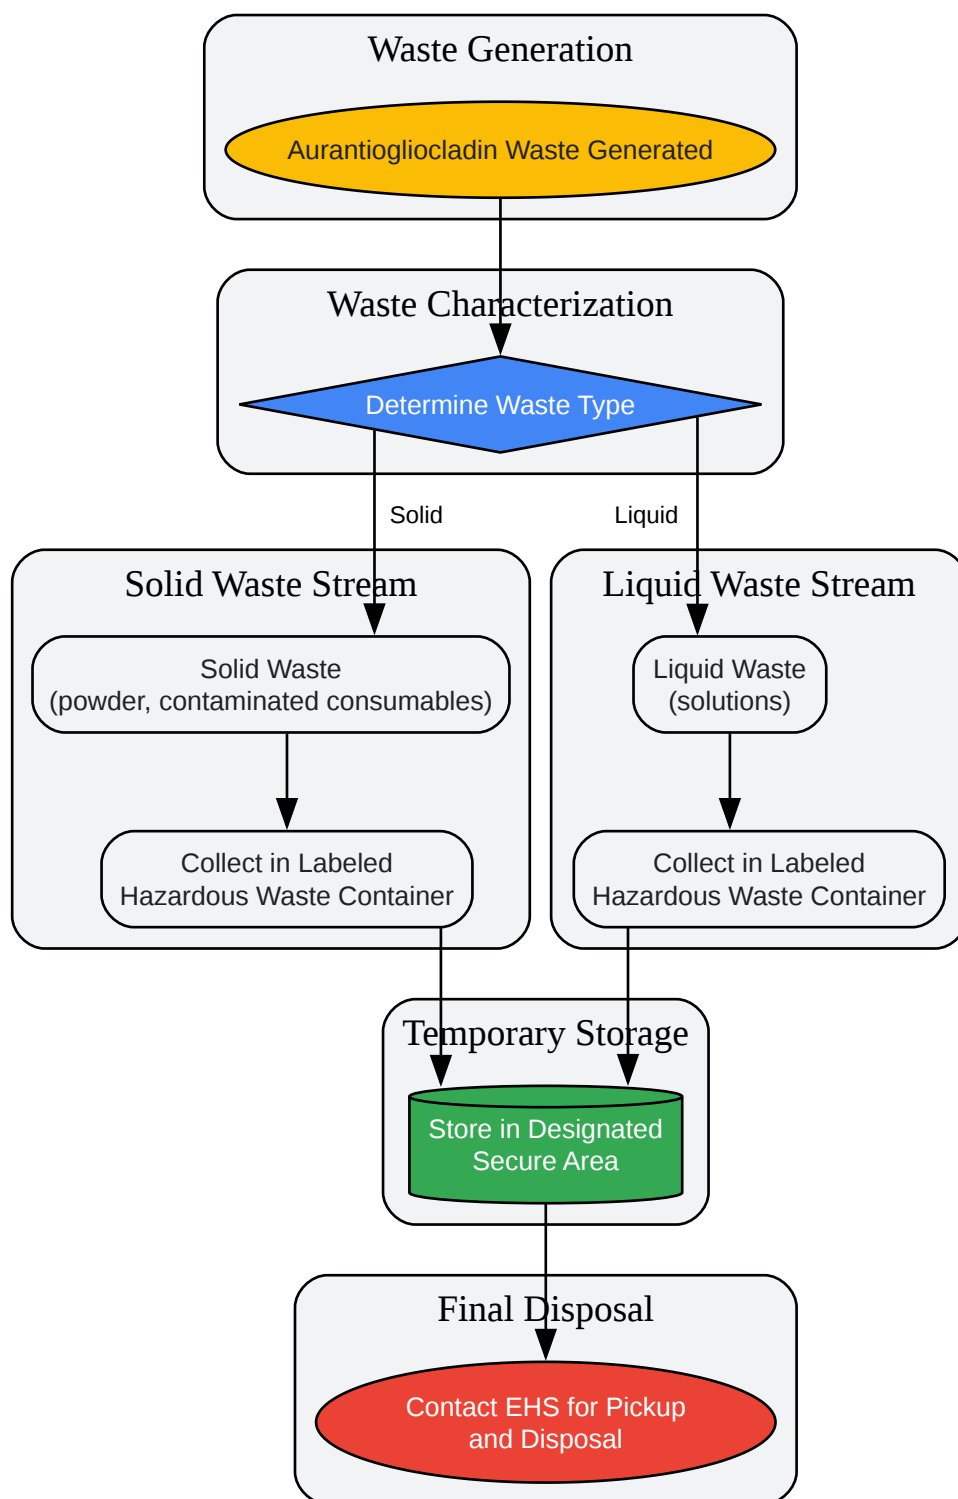 Waste Generation
Aurantiogliocladin Waste Generated
Waste Characterization
Determine Waste Type
Solid
Liquid
Solid Waste Stream
Liquid Waste Stream
Solid Waste
(powder, contaminated consumables)
Liquid Waste
(solutions)
Collect in Labeled
Hazardous Waste Container
Collect in Labeled
Hazardous Waste Container
Temporary Storage
Store in Designated
Secure Area
Final Disposal
Contact EHS for Pickup
and Disposal